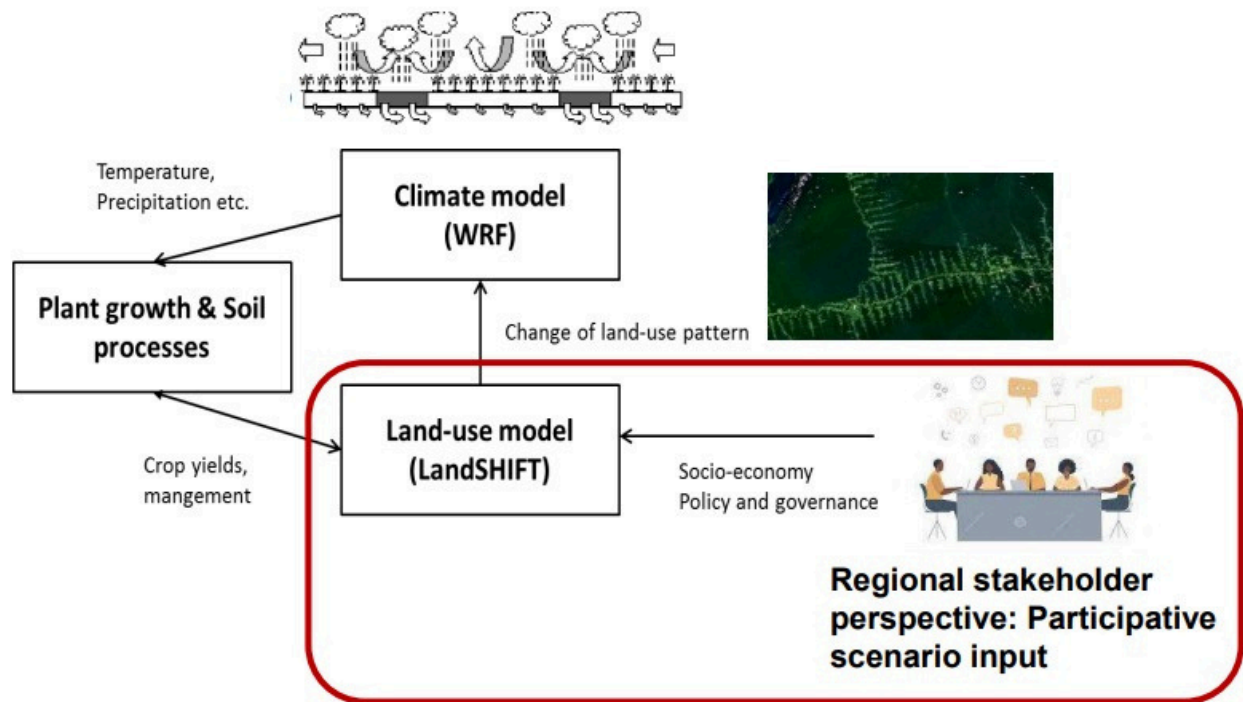 Temperature,
Precipitation etc.
Climate model
(WRF)
Plant growth & Soil
processes
Change of land-use pattern
Crop yields,
mangement
Land-use model
(LandSHIFT)
Socio-economy
Policy and governance
Regional stakeholder
perspective: Participative
scenario input